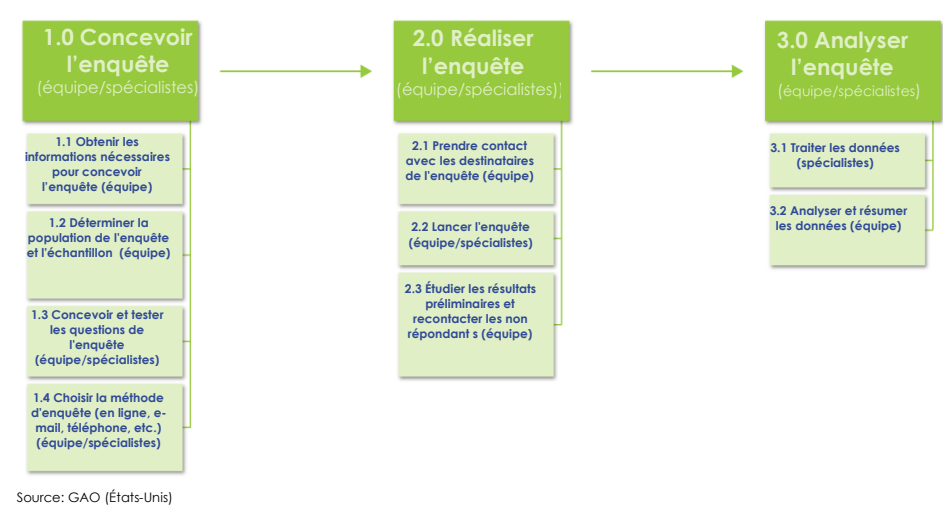 1.0 Concevoir
l'enquête
(équipe/spécialistes)
1.1 Obtenir les
informations nécessaires
pour concevoir
l'enquête (équipe)
1.2 Déterminer la
population de l'enquête
et l'échantillon (équipe)
1.3 Concevoir et tester
les questions de
l'enquête
(équipe/spécialistes)
1.4 Choisir la méthode
d'enquête (en ligne, e-
mail, téléphone, etc.)
(équipe/spécialistes)
2.0 Réaliser
l'enquête
(équipe/spécialistes))
2.1 Prendre contact
avec les destinataires
de l'enquête (équipe)
2.2 Lancer l'enquête
(équipe/spécialistes)
2.3 Étudier les résultats
préliminaires et
recontacter les non
répondant s (équipe)
3.0 Analyser
l'enquête
(équipe/spécialistes)
3.1 Traiter les données
(spécialistes)
3.2 Analyser et résumer
les données (équipe)
Source: GAO (États-Unis)